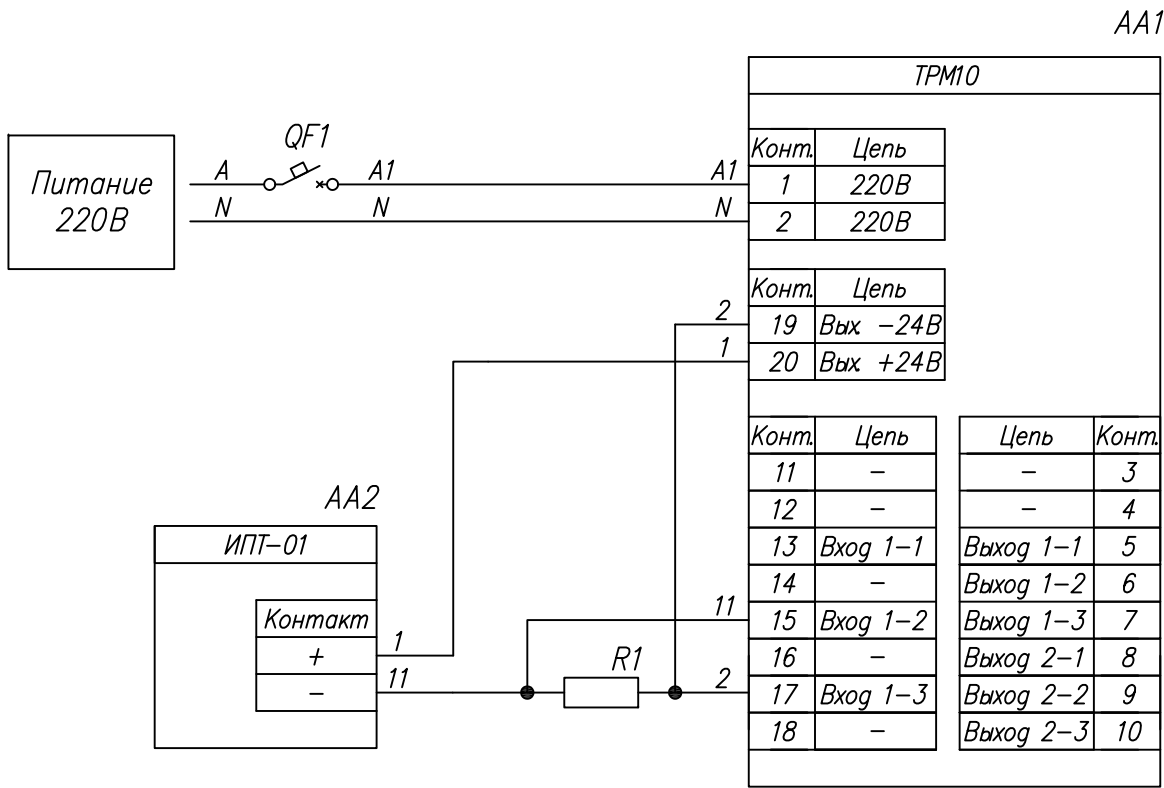 AA1
ТРМ10
QF1
Питание
220В
A
A1
A1
N
N
N
Конт. Цепь
1 220В
2 220В
Конт. Цепь
2
19 Вых. -24В
1
20 Вых. +24В
Конт. Цепь
Цепь Конт.
11 -
- 3
12 -
- 4
13 Вход 1-1
Выход 1-1 5
14 -
Выход 1-2 6
11
15 Вход 1-2
Выход 1-3 7
16 -
Выход 2-1 8
2
17 Вход 1-3
Выход 2-2 9
18 -
Выход 2-3 10
AA2
ИПТ-01
Контакт
+
1
-
11
R1